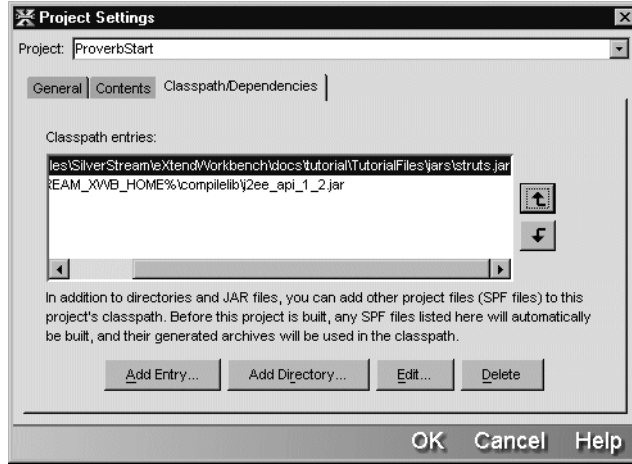 Project Settings
Project: ProverbStart
General Contents Classpath/Dependencies
Classpath entries:
les\SilverStream\eXtendWorkbench\docs\tutorial\TutorialFiles\jars\struts.jar
REAM_XWB_HOME%\compilelib\j2ee_api_1_2.jar
In addition to directories and JAR files, you can add other project files (SPF files) to this
project's classpath. Before this project is built, any SPF files listed here will automatically
be built, and their generated archives will be used in the classpath.
Add Entry... Add Directory... Edit... Delete
OK Cancel Help